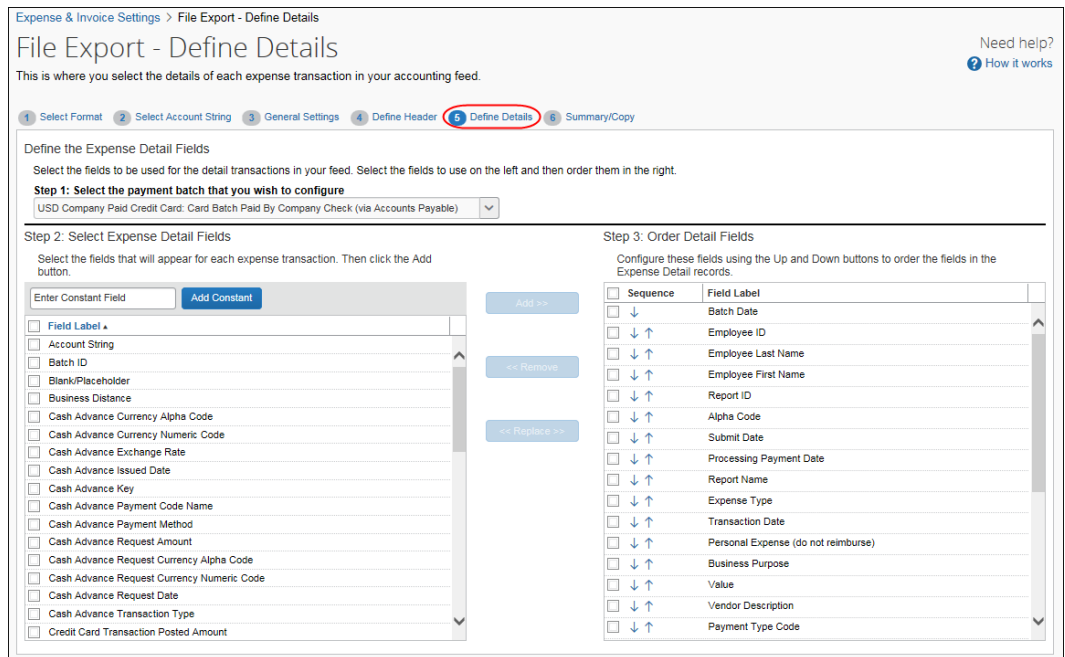 Expense & Invoice Settings > File Export - Define Details
File Export - Define Details
Need help?
? How it works
This is where you select the details of each expense transaction in your accounting feed.
1 Select Format 2 Select Account String 3 General Settings 4 Define Header 5 Define Details 6 Summary/Copy
Define the Expense Detail Fields
Select the fields to be used for the detail transactions in your feed. Select the fields to use on the left and then order them in the right.
Step 1: Select the payment batch that you wish to configure
USD Company Paid Credit Card: Card Batch Paid By Company Check (via Accounts Payable)
Step 2: Select Expense Detail Fields
Select the fields that will appear for each expense transaction. Then click the Add
button.
Enter Constant Field Add Constant
Field Label
Account String
Batch ID
Blank/Placeholder
Business Distance
Cash Advance Currency Alpha Code
Cash Advance Currency Numeric Code
Cash Advance Exchange Rate
Cash Advance Issued Date
Cash Advance Key
Cash Advance Payment Code Name
Cash Advance Payment Method
Cash Advance Request Amount
Cash Advance Request Currency Alpha Code
Cash Advance Request Currency Numeric Code
Cash Advance Request Date
Cash Advance Transaction Type
Credit Card Transaction Posted Amount
Add >>
<< Remove
<< Replace >>
Step 3: Order Detail Fields
Configure these fields using the Up and Down buttons to order the fields in the
Expense Detail records.
Sequence Field Label
Batch Date
Employee ID
Employee Last Name
Employee First Name
Report ID
Alpha Code
Submit Date
Processing Payment Date
Report Name
Expense Type
Transaction Date
Personal Expense (do not reimburse)
Business Purpose
Value
Vendor Description
Payment Type Code